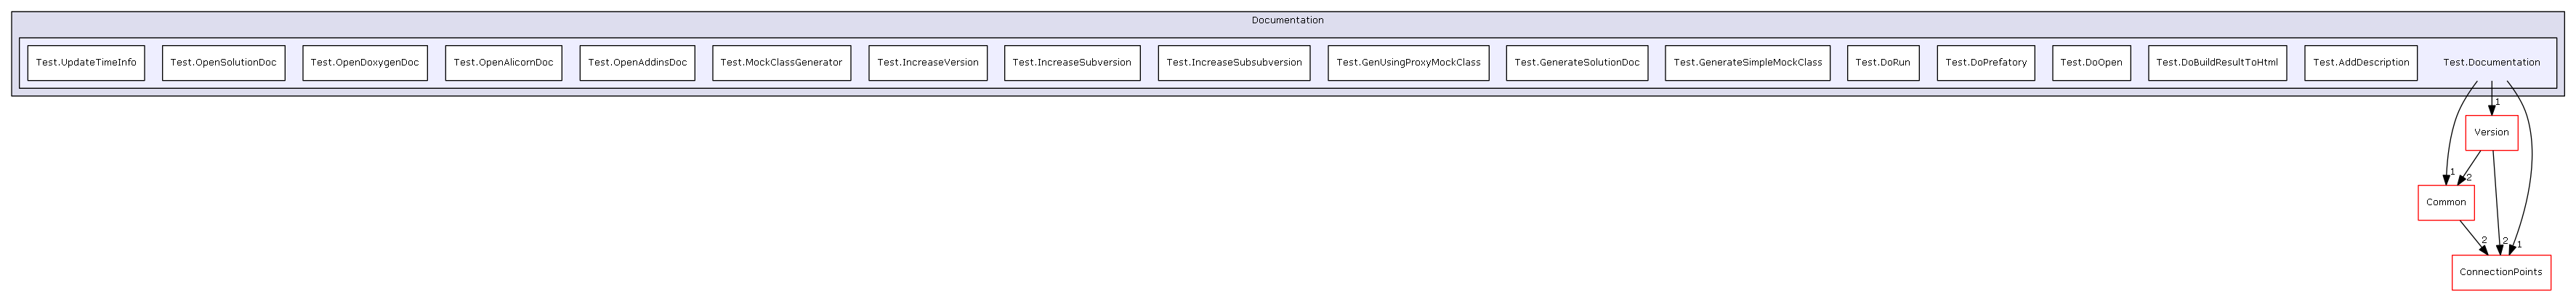 Documentation
Test.UpdateTimeInfo
Test.OpenSolutionDoc
Test.OpenDoxygenDoc
Test.OpenAlicornDoc
Test.OpenAddinsDoc
Test.MockClassGenerator
Test.IncreaseVersion
Test.IncreaseSubversion
Test.IncreaseSubsubversion
Test.GenUsingProxyMockClass
Test.GenerateSolutionDoc
Test.GenerateSimpleMockClass
Test.DoRun
Test.DoPrefatory
Test.DoOpen
Test.DoBuildResultToHtml
Test.AddDescription
Test.Documentation
1
Version
1
2
Common
2
2
1
ConnectionPoints